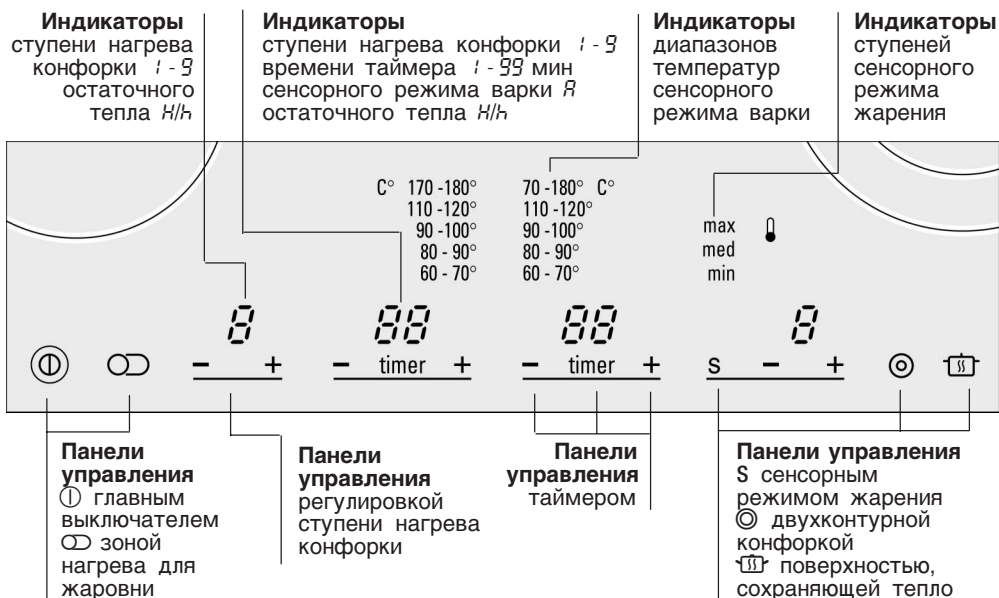 Индикаторы
ступени нагрева
конфорки 1 - 9
остаточного
тепла H/h
Индикаторы
ступени нагрева конфорки 1 - 9
времени таймера 1 - 99 мин
сенсорного режима варки A
остаточного тепла H/h
Индикаторы
диапазонов
температур
сенсорного
режима варки
Индикаторы
ступеней
сенсорного
режима
жарения
C° 170 -180°
110 -120°
90 -100°
80 - 90°
60 - 70°
70 -180° C°
110 -120°
90 -100°
80 - 90°
60 - 70°
max
med
min
8
88
88
8
− +
− timer +
− timer +
S − +
Панели
управления
главным
выключателем
зоной
нагрева для
жаровни
Панели
управления
регулировкой
ступени нагрева
конфорки
Панели
управления
таймером
Панели управления
S сенсорным
режимом жарения
двухконтурной
конфоркой
поверхностью,
сохраняющей тепло